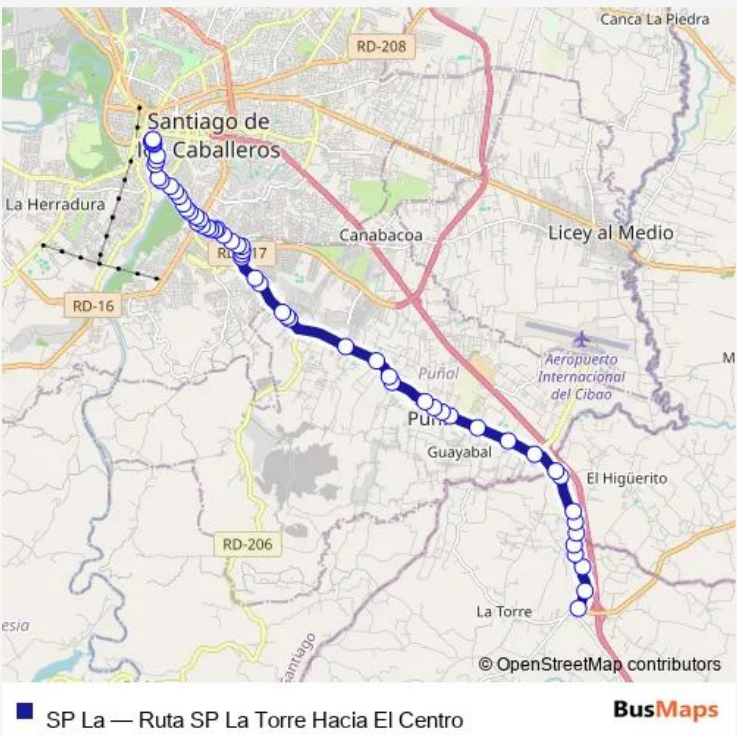 Canca La Piedra
RD-208
Santiago de
Caballeros
La Herradura
Canabacoa
Licey al Medio
RD-16
Aeropuerto
Internacional
del Cibao
Puñal
Guayabal
El Higüerito
RD-206
La Torre
esia
Santiago
© OpenStreetMap contributors
SP La — Ruta SP La Torre Hacia El Centro
BusMaps